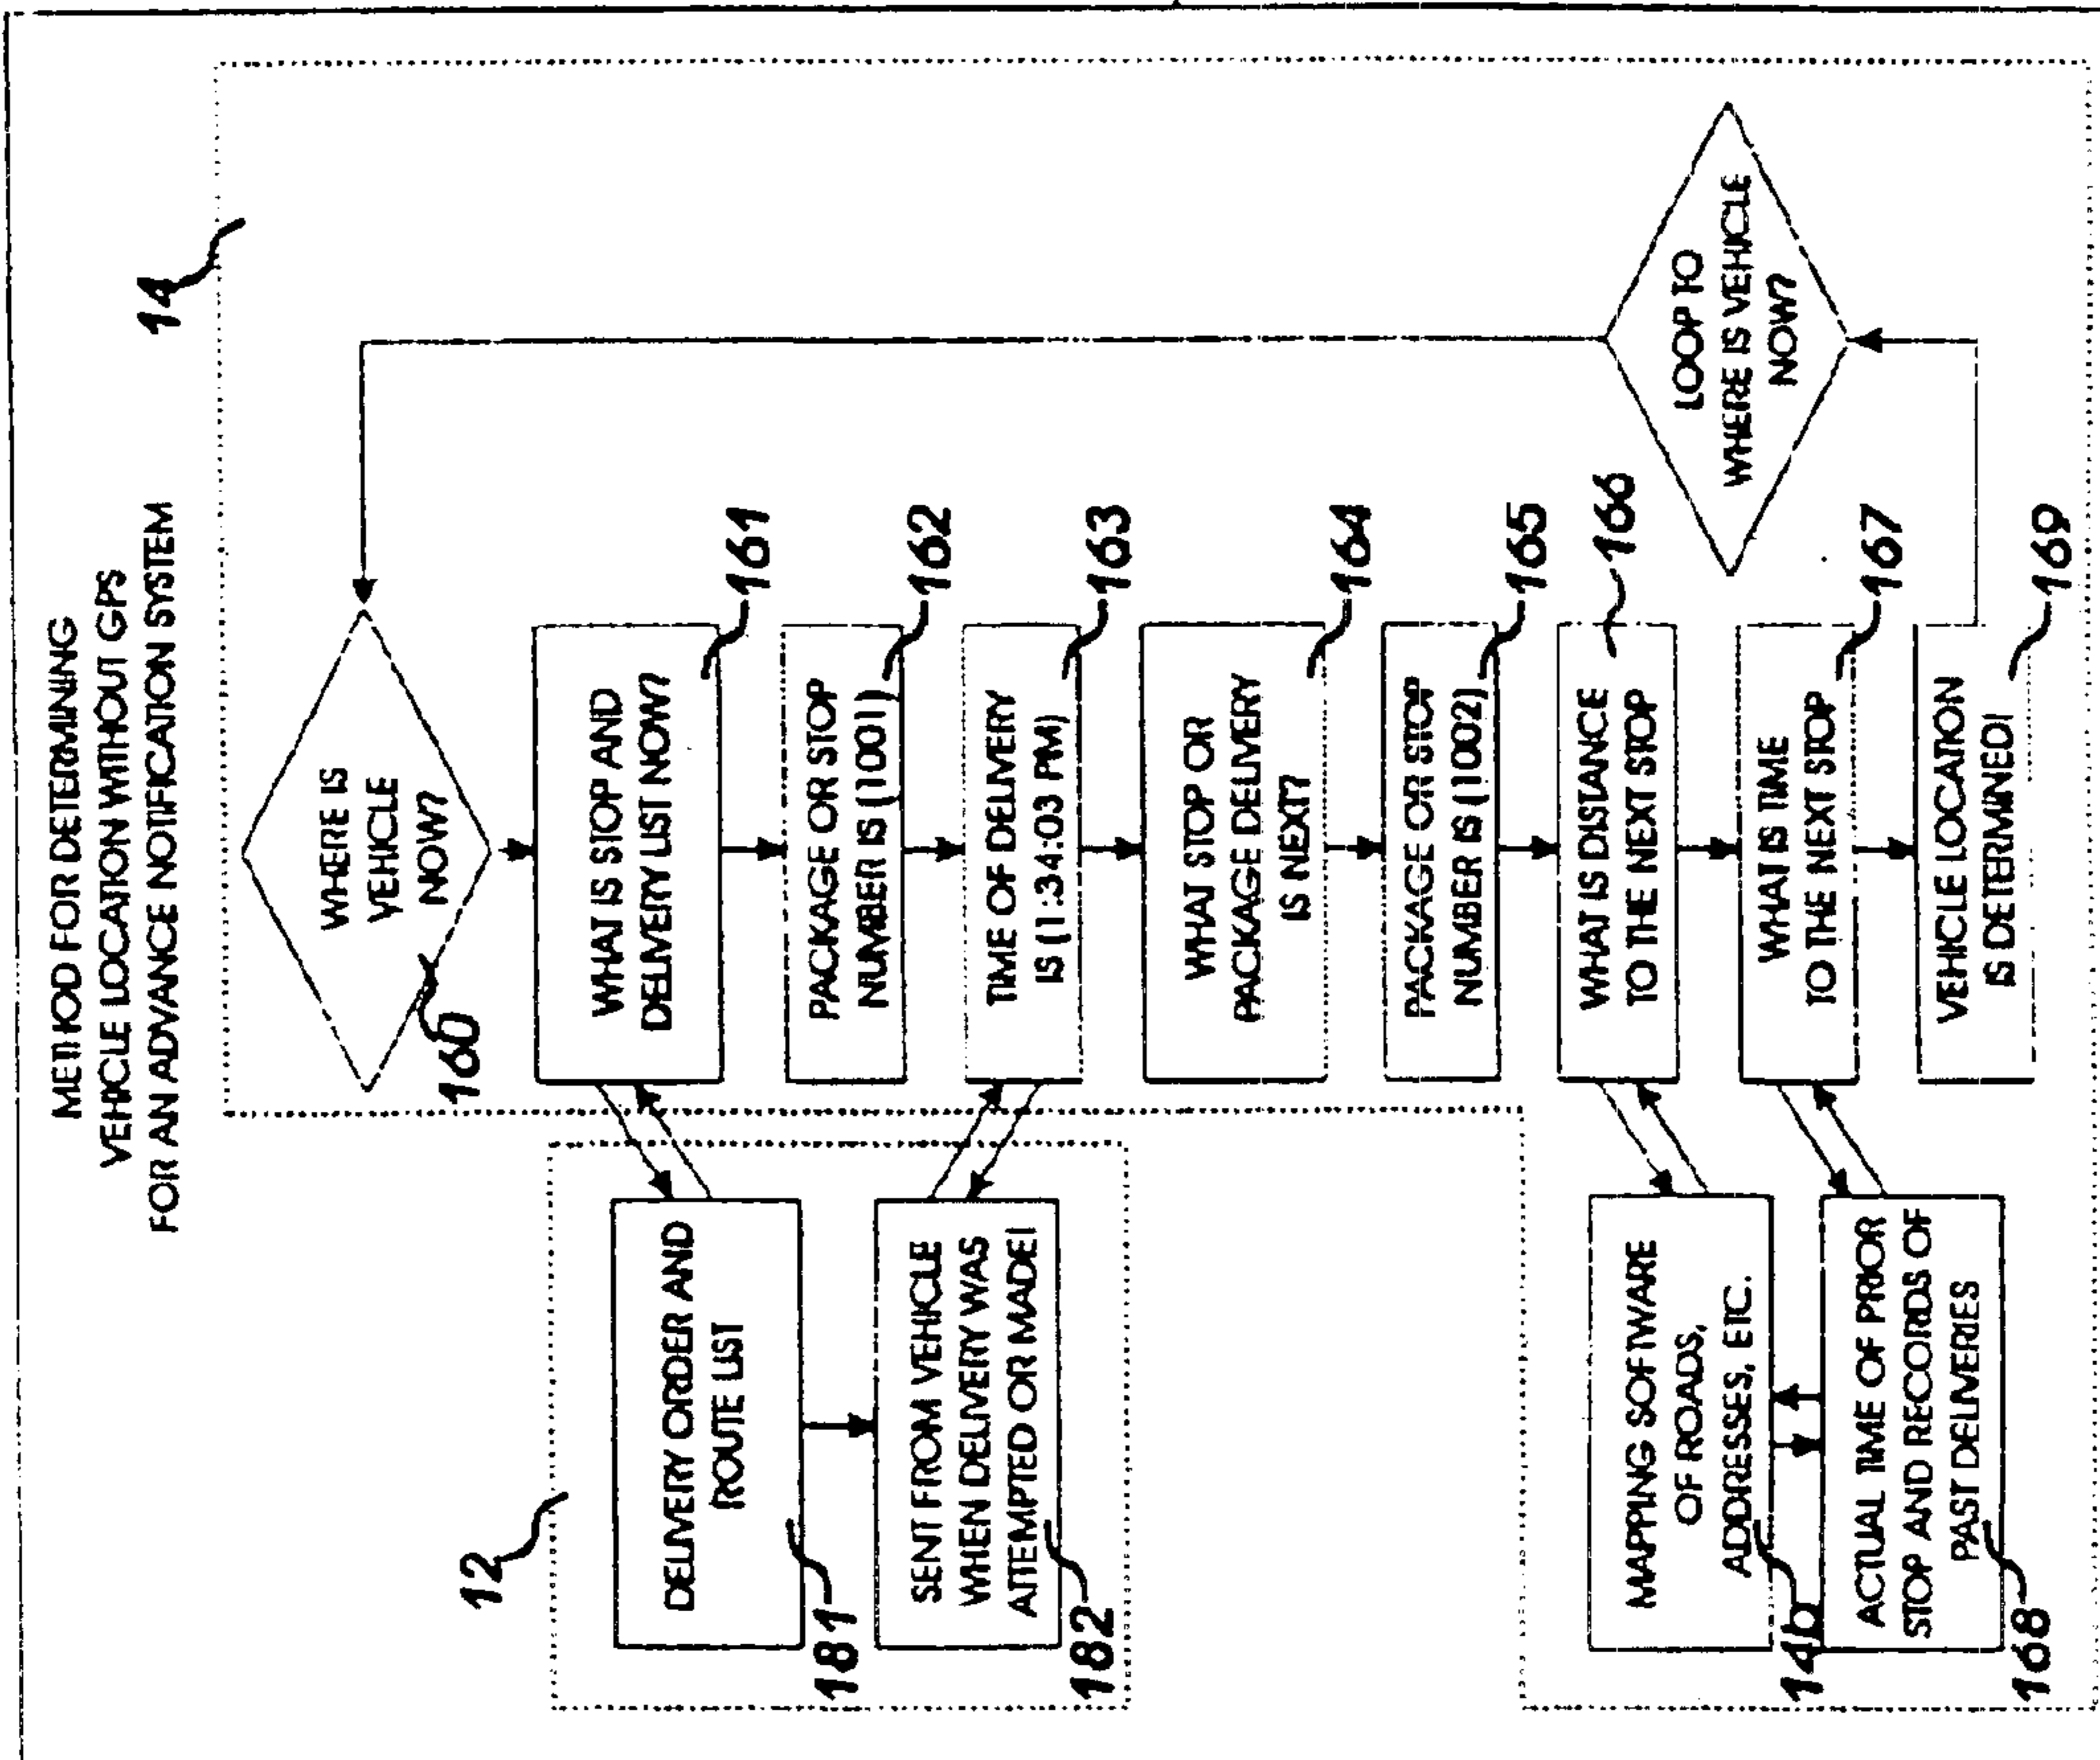 METHOD FOR DETERMINING
VEHICLE LOCATION WITHOUT GPS
FOR AN ADVANCE NOTIFICATION SYSTEM
14
WHERE IS
VEHICLE
NOW?
160
WHAT IS STOP AND
DELIVERY LIST NOW?
161
PACKAGE OR STOP
NUMBER IS (1001)
162
TIME OF DELIVERY
IS (1:34:03 PM)
163
WHAT STOP OR
PACKAGE DELIVERY
IS NEXT?
164
PACKAGE OR STOP
NUMBER IS (1002)
165
WHAT IS DISTANCE
TO THE NEXT STOP
166
WHAT IS TIME
TO THE NEXT STOP
167
VEHICLE LOCATION
IS DETERMINED!
169
LOOP TO
WHERE IS VEHICLE
NOW?
12
DELIVERY ORDER AND
ROUTE LIST
181
SENT FROM VEHICLE
WHEN DELIVERY WAS
ATTEMPTED OR MADE!
182
MAPPING SOFTWARE
OF ROADS,
ADDRESSES, ETC.
14b
ACTUAL TIME OF PRIOR
STOP AND RECORDS OF
PAST DELIVERIES
168